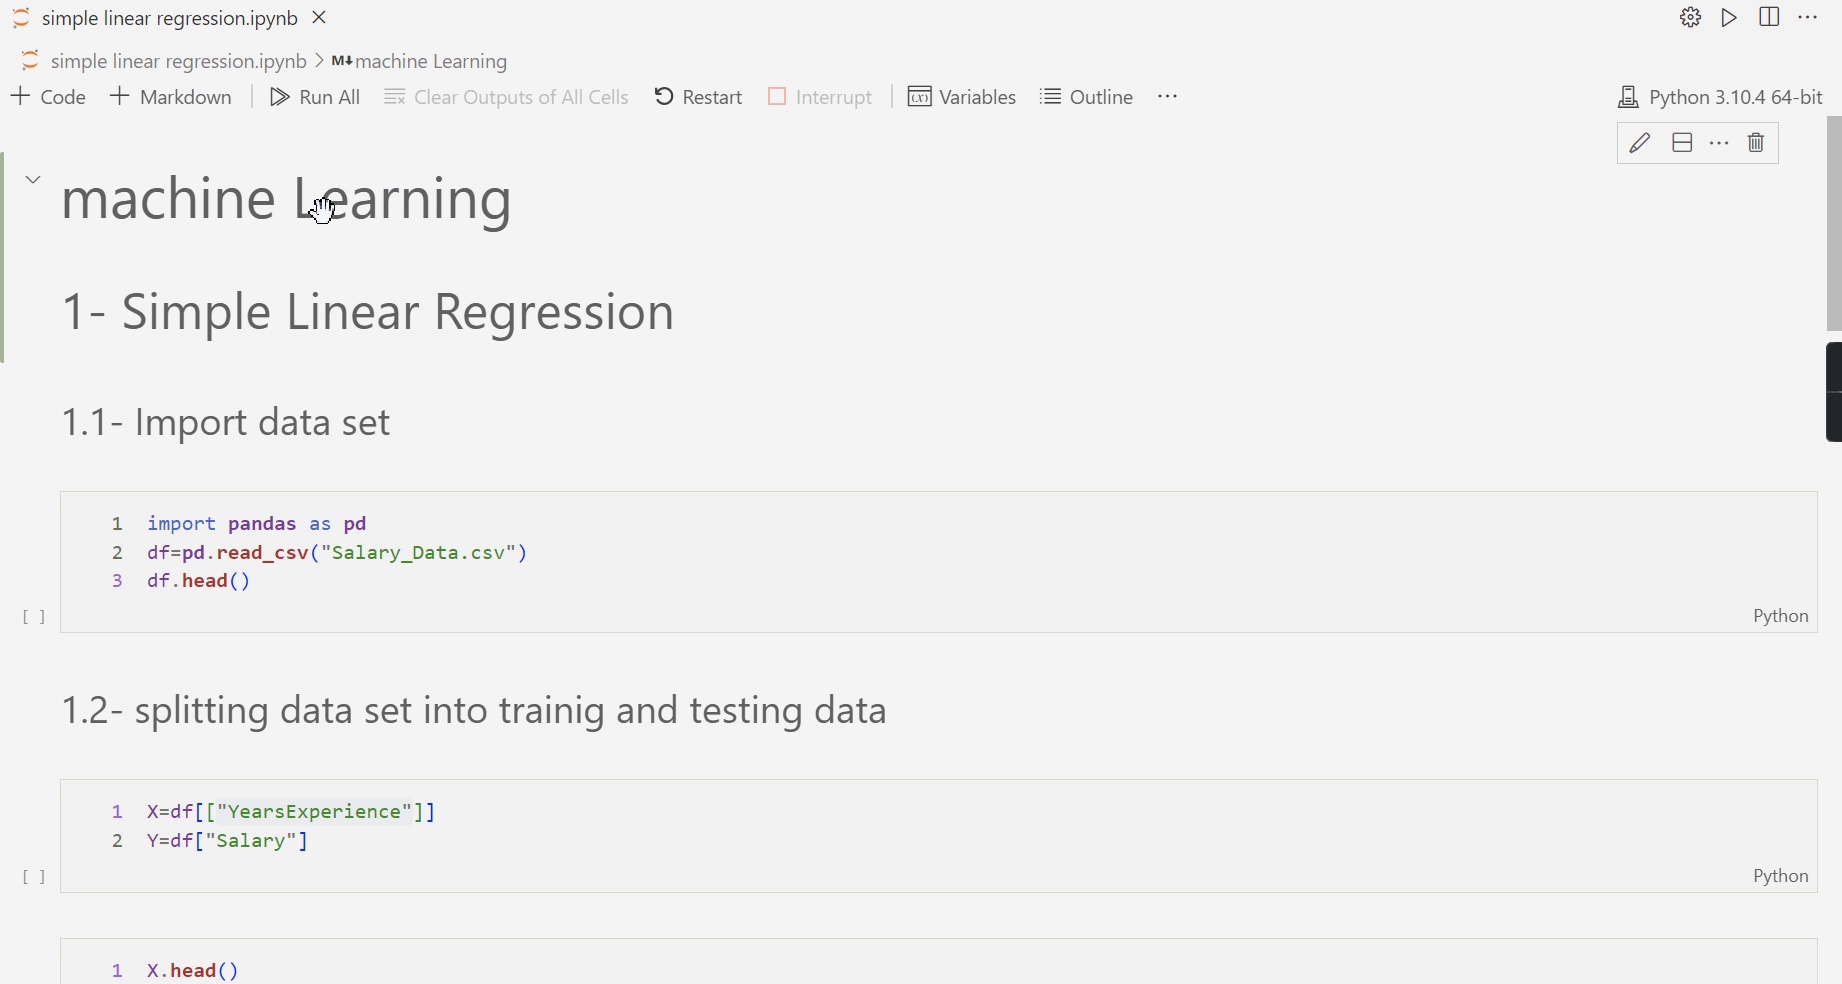 simple linear regression.ipynb
simple linear regression.ipynb > M↓ machine Learning
+ Code + Markdown Run All Clear Outputs of All Cells Restart Interrupt (x) Variables Outline ··· Python 3.10.4 64-bit
machine Learning
1- Simple Linear Regression
1.1- Import data set
1 import pandas as pd
2 df=pd.read_csv("Salary_Data.csv")
3 df.head()
[ ]
Python
1.2- splitting data set into trainig and testing data
1 X=df[["YearsExperience"]]
2 Y=df["Salary"]
[ ]
Python
1 X.head()